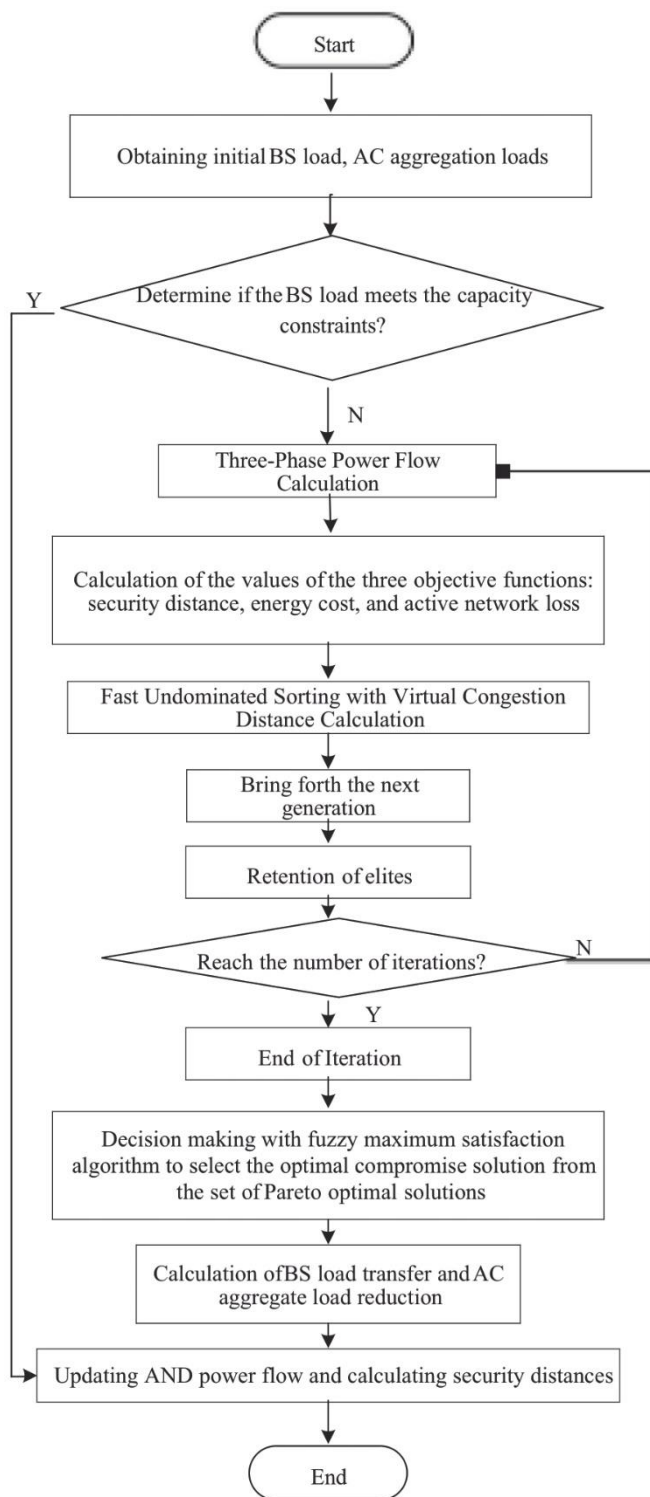 Start
Obtaining initial BS load, AC aggregation loads
Y
Determine if the BS load meets the capacity
constraints?
N
Three-Phase Power Flow
Calculation
Calculation of the values of the three objective functions:
security distance, energy cost, and active network loss
Fast Undominated Sorting with Virtual Congestion
Distance Calculation
Bring forth the next
generation
Retention of elites
Reach the number of iterations?
N
Y
End of Iteration
Decision making with fuzzy maximum satisfaction
algorithm to select the optimal compromise solution from
the set of Pareto optimal solutions
Calculation of BS load transfer and AC
aggregate load reduction
Updating AND power flow and calculating security distances
End